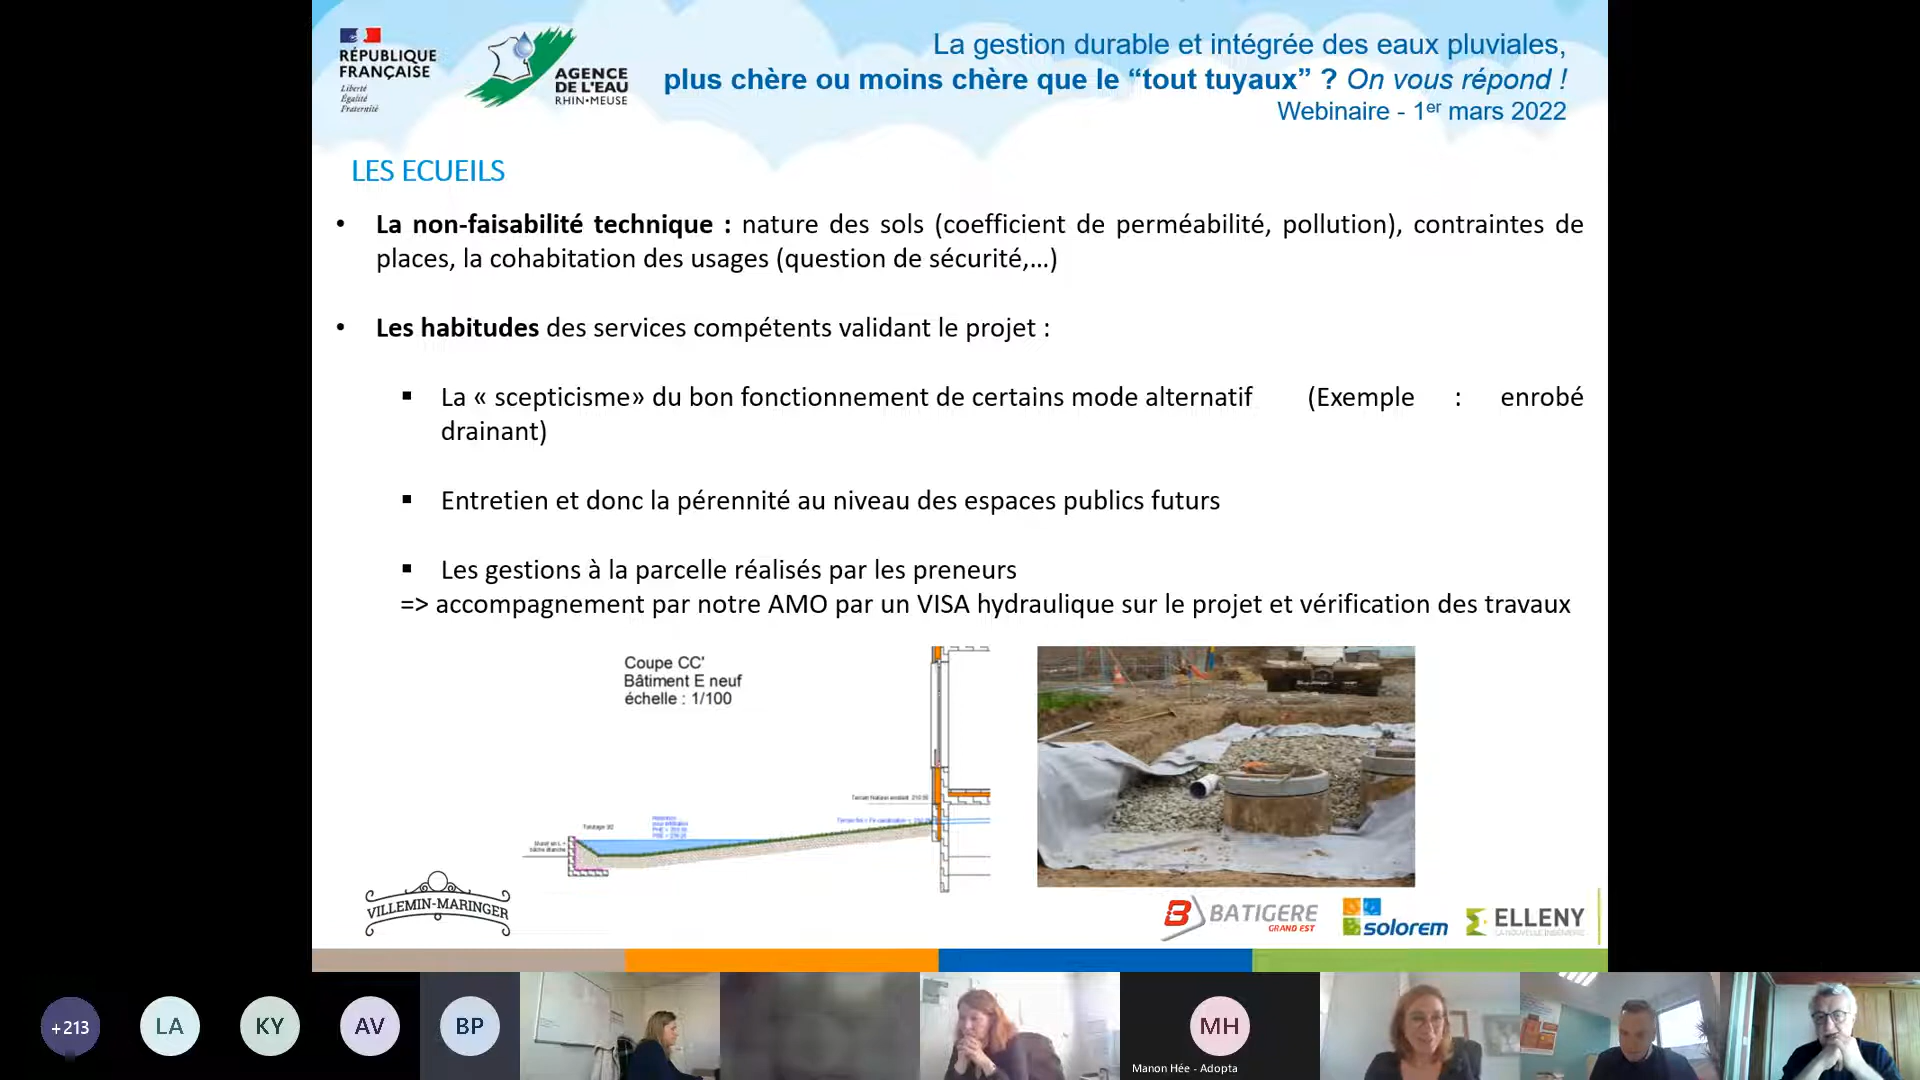 RÉPUBLIQUE
FRANÇAISE
Liberté
Égalité
Fraternité
AGENCE
DE L'EAU
RHIN•MEUSE
La gestion durable et intégrée des eaux pluviales,
plus chère ou moins chère que le “tout tuyaux” ? On vous répond !
Webinaire - 1er mars 2022
LES ECUEILS
• La non-faisabilité technique : nature des sols (coefficient de perméabilité, pollution), contraintes de
places, la cohabitation des usages (question de sécurité,...)
• Les habitudes des services compétents validant le projet :
▪ La « scepticisme» du bon fonctionnement de certains mode alternatif (Exemple : enrobé
drainant)
▪ Entretien et donc la pérennité au niveau des espaces publics futurs
▪ Les gestions à la parcelle réalisés par les preneurs
=> accompagnement par notre AMO par un VISA hydraulique sur le projet et vérification des travaux
Coupe CC'
Bâtiment E neuf
échelle : 1/100
VILLEMIN-MARINGER
BATIGERE
GRAND EST
solorem
ELLENY
LA NOUVELLE INGÉNIERIE
+213
LA
KY
AV
BP
MH
Manon Hée - Adopta